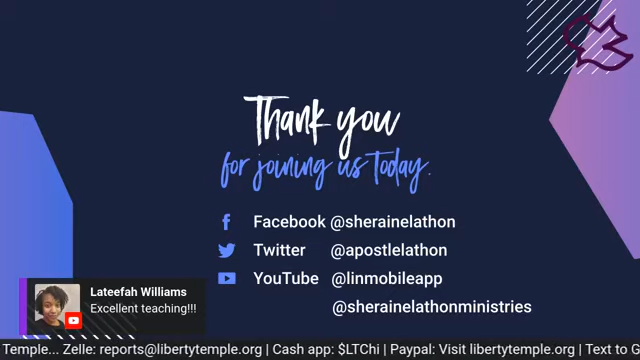 Thank you
for joining us today.
Facebook @sherainelathon
Twitter @apostlelathon
YouTube @linmobileapp
@sherainelathonministries
Lateefah Williams
Excellent teaching!!!
Temple... Zelle: reports@libertytemple.org | Cash app: $LTChi | Paypal: Visit libertytemple.org | Text to G